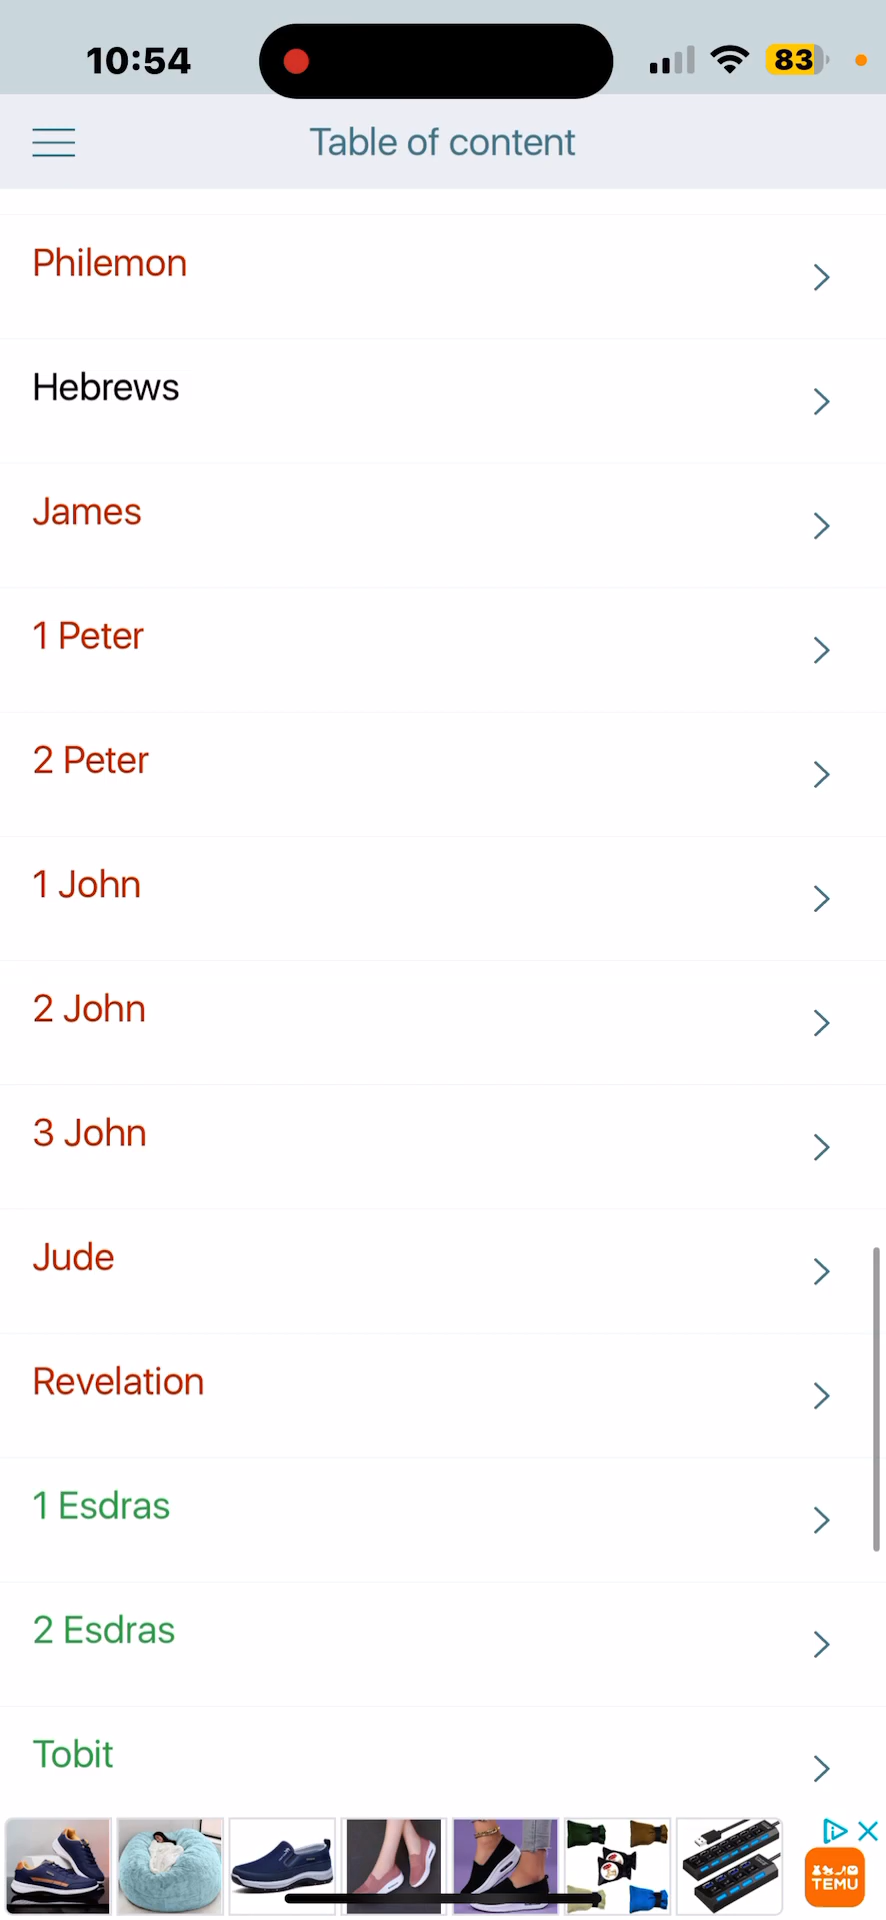 10:54
83
Table of content
Philemon
Hebrews
James
1 Peter
2 Peter
1 John
2 John
3 John
Jude
Revelation
1 Esdras
2 Esdras
Tobit
TEMU